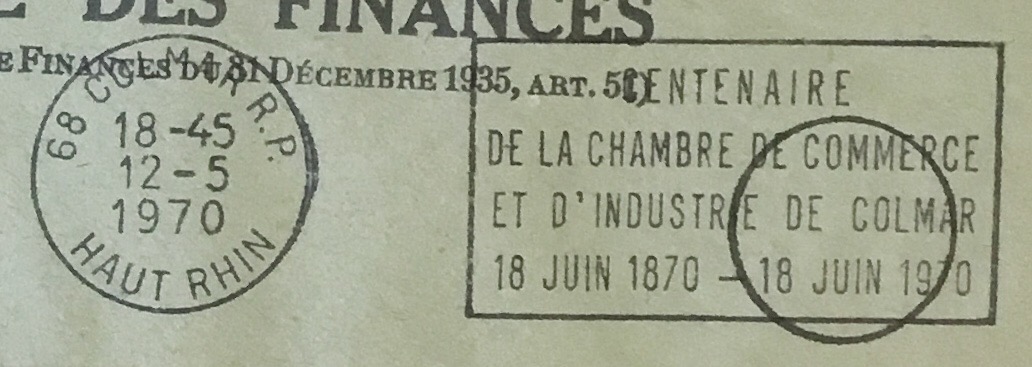 DES FINANCES
FINANCES DU 31 DÉCEMBRE 1935, ART. 51)
68 COLMAR R.P.
18-45
12-5
1970
HAUT RHIN
CENTENAIRE
DE LA CHAMBRE DE COMMERCE
ET D'INDUSTRIE DE COLMAR
18 JUIN 1870 - 18 JUIN 1970